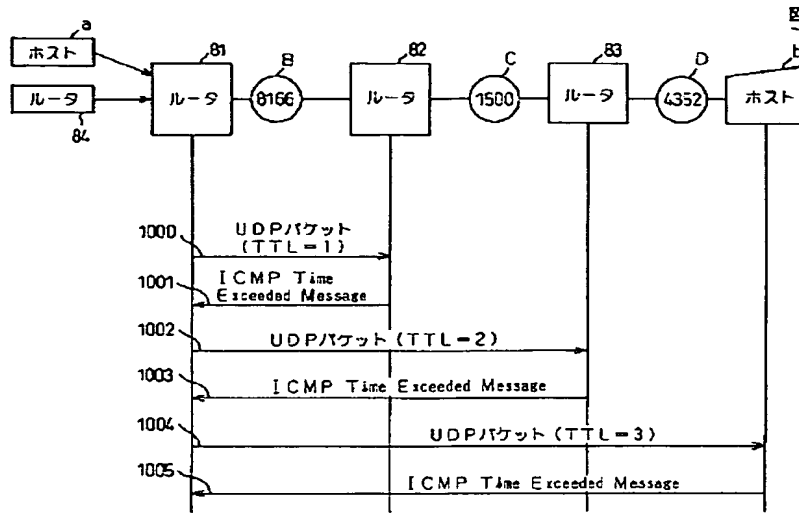 ホスト
a
ルータ
84
81
ルータ
B
8166
82
ルータ
C
1500
83
ルータ
D
4352
b
ホスト
1000
UDPパケット
(TTL=1)
1001
ICMP Time
Exceeded Message
1002
UDPパケット(TTL=2)
1003
ICMP Time Exceeded Message
1004
UDPパケット(TTL=3)
1005
ICMP Time Exceeded Message